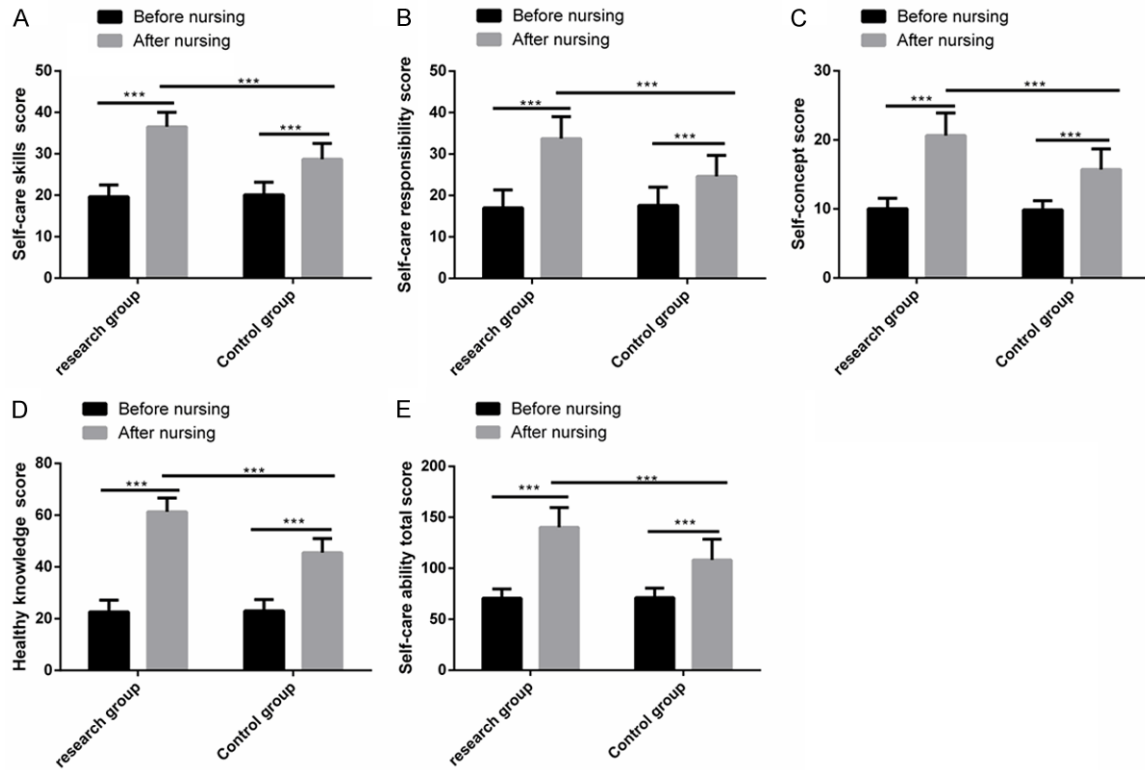 A
Before nursing
After nursing
Self-care skills score
50
40
30
20
10
0
***
***
***
research group
Control group
B
Before nursing
After nursing
Self-care responsibility score
50
40
30
20
10
0
***
***
***
research group
Control group
C
Before nursing
After nursing
Self-concept score
30
20
10
0
***
***
***
research group
Control group
D
Before nursing
After nursing
Healthy knowledge score
80
60
40
20
0
***
***
***
research group
Control group
E
Before nursing
After nursing
Self-care ability total score
200
150
100
50
0
***
***
***
research group
Control group